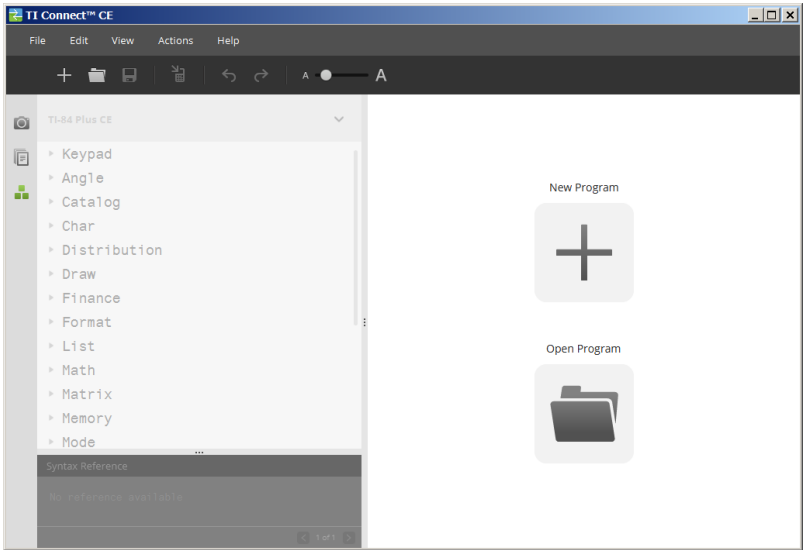 TI Connect™ CE
File Edit View Actions Help
A A
TI-84 Plus CE
Keypad
Angle
Catalog
Char
Distribution
Draw
Finance
Format
List
Math
Matrix
Memory
Mode
Syntax Reference
No reference available
1 of 1
New Program
Open Program